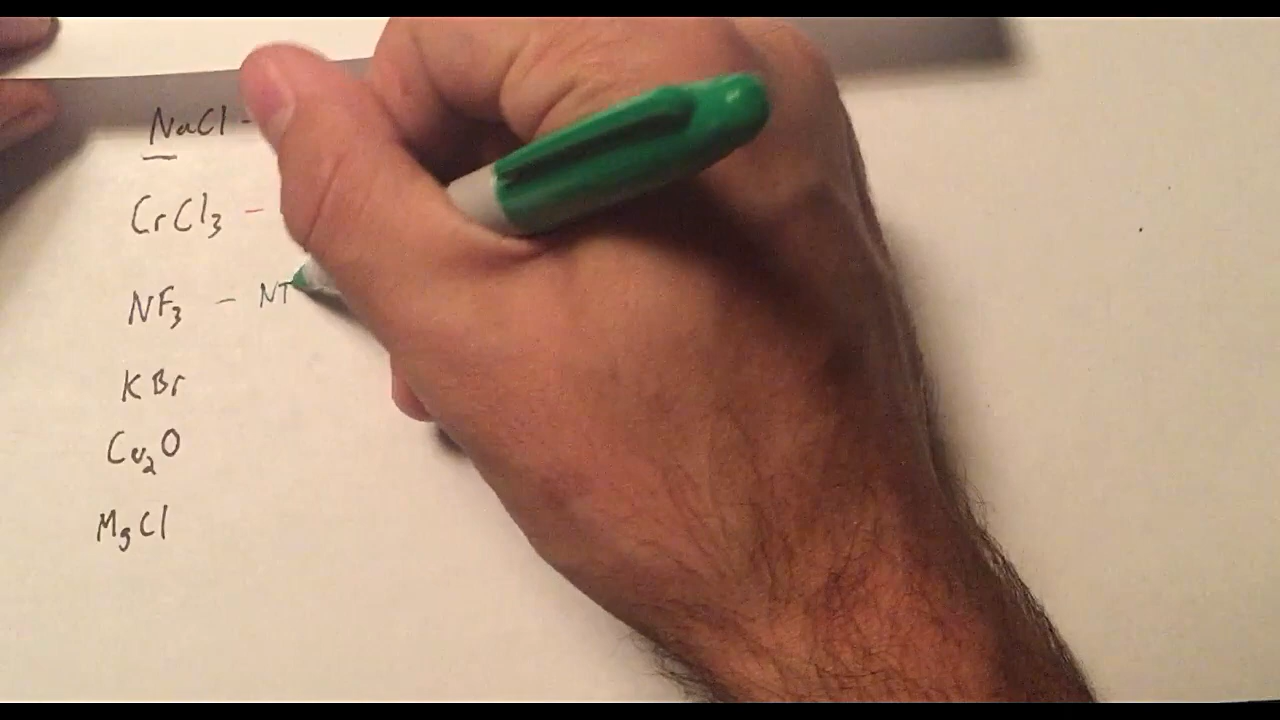 NaCl -
CrCl3 -
NF3 - NT
KBr
Cu2O
MgCl